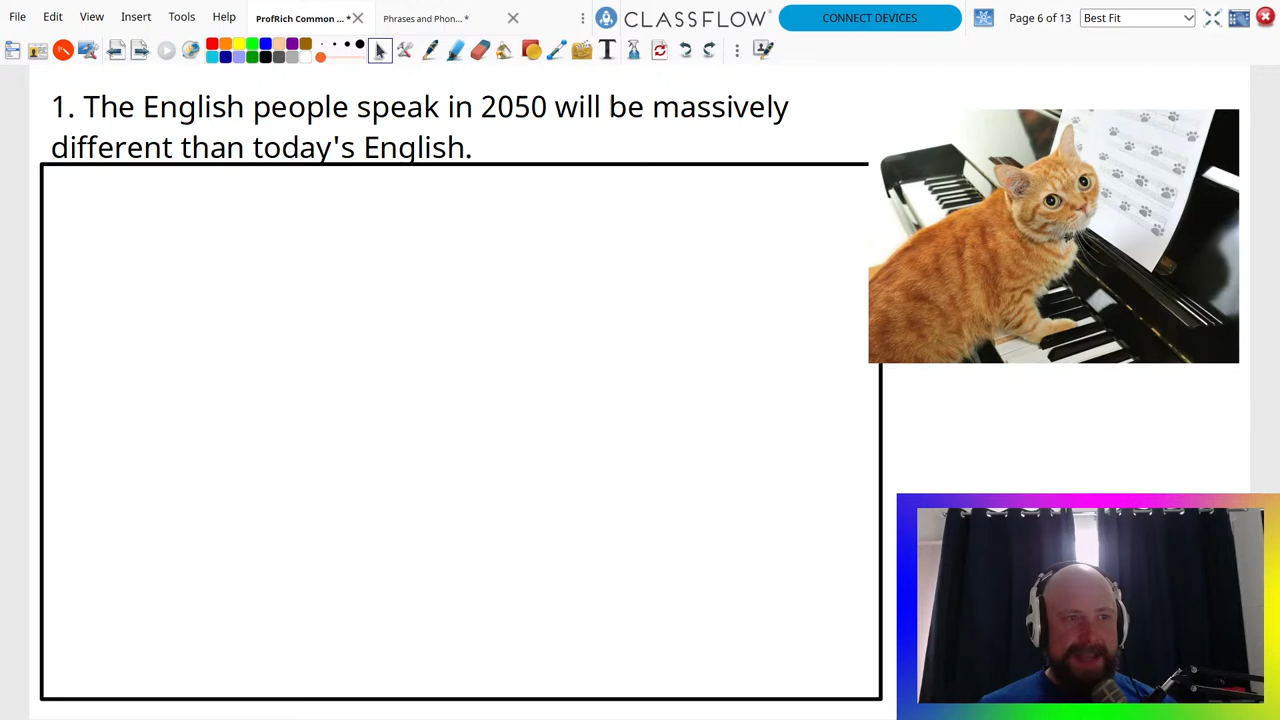 File Edit View Insert Tools Help ProfRich Common ... * Phrases and Phon... * CLASSFLOW CONNECT DEVICES Page 6 of 13 Best Fit
T
1. The English people speak in 2050 will be massively
different than today's English.